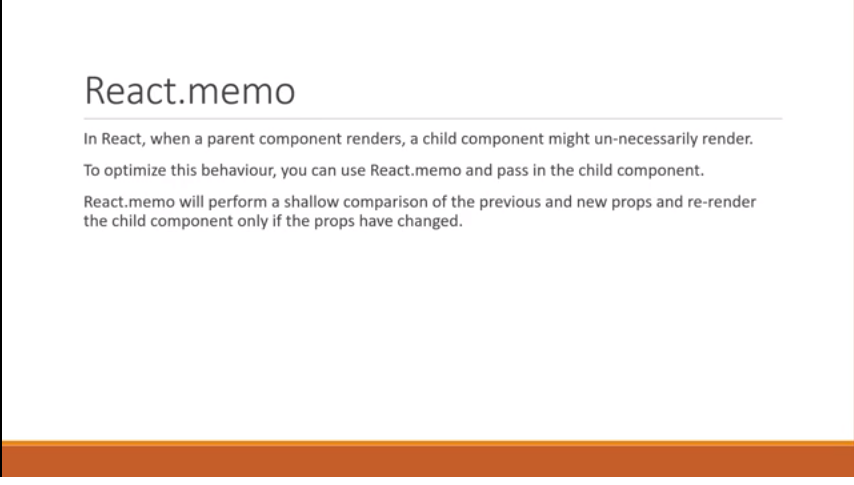 React.memo
In React, when a parent component renders, a child component might un-necessarily render.
To optimize this behaviour, you can use React.memo and pass in the child component.
React.memo will perform a shallow comparison of the previous and new props and re-render
the child component only if the props have changed.